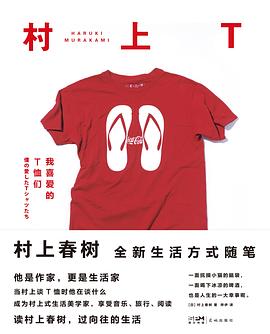 村上T
HARUKI
MURAKAMI
Coca-Cola
我喜爱的
T恤们
僕の愛したTシャツたち
村上春树 全新生活方式随笔
他是作家，更是生活家
当村上谈T恤时他在谈什么
成为村上式生活美学家，享受音乐、旅行、阅读
读村上春树，过向往的生活
一面抚摸小猫的脑袋，
一面喝下冰凉的啤酒，
也是人生的一大幸事呢。
[日] 村上春树 著